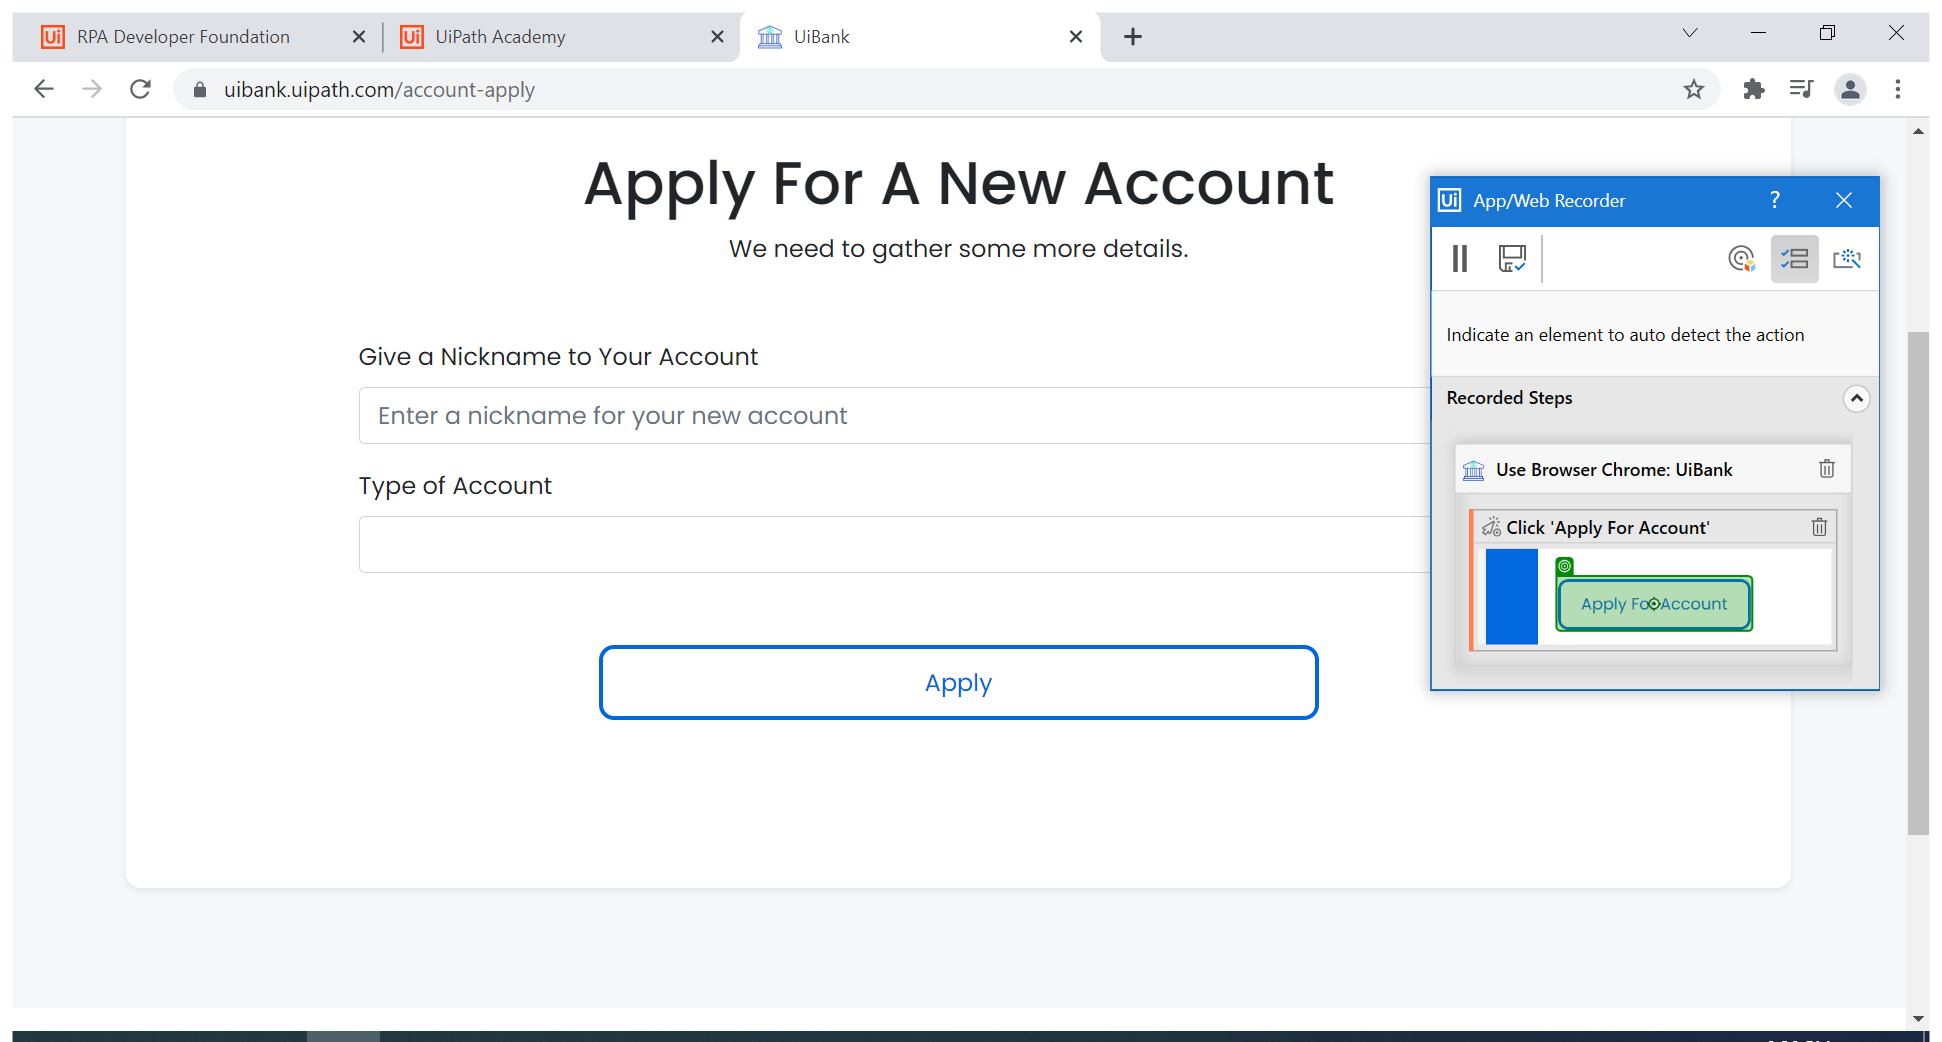 Ui RPA Developer Foundation
Ui UiPath Academy
UiBank
uibank.uipath.com/account-apply
Apply For A New Account
We need to gather some more details.
Give a Nickname to Your Account
Enter a nickname for your new account
Type of Account
Apply
Ui App/Web Recorder ?
Indicate an element to auto detect the action
Recorded Steps
Use Browser Chrome: UiBank
Click 'Apply For Account'
Apply For Account